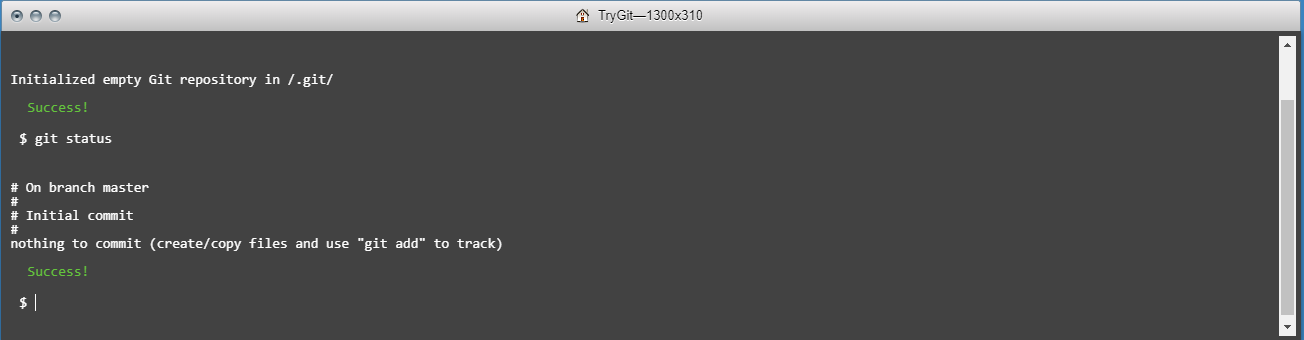 TryGit—1300x310
Initialized empty Git repository in /.git/
Success!
$ git status
# On branch master
#
# Initial commit
#
nothing to commit (create/copy files and use "git add" to track)
Success!
$